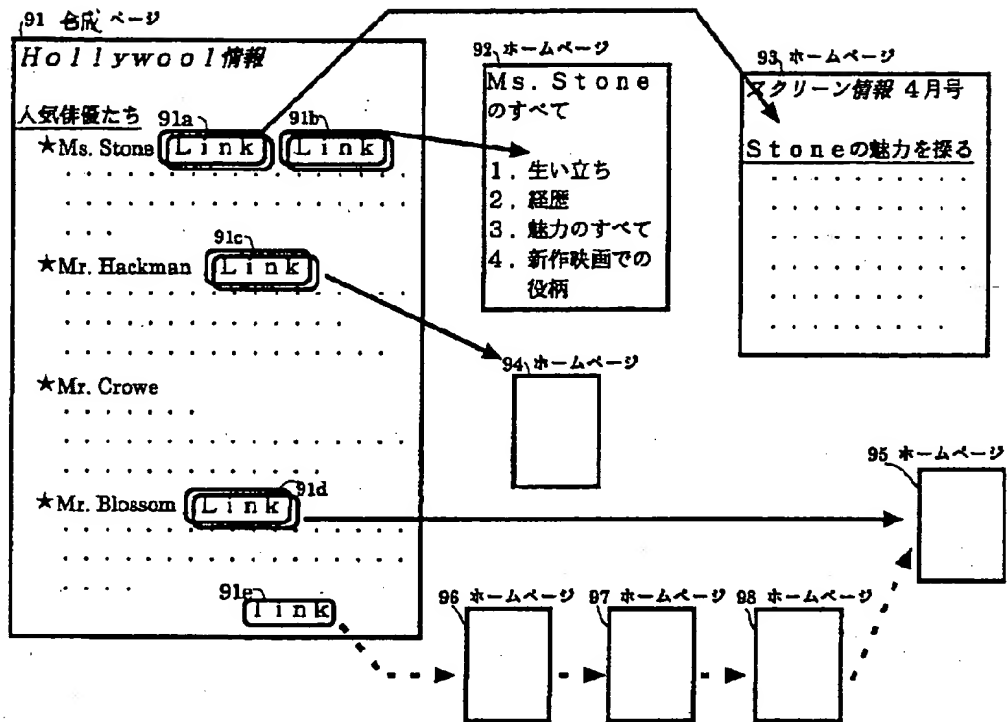 91 合成 ページ
Hollywool情報
人気俳優たち
91a
91b
★Ms. Stone Link Link
91c
★Mr. Hackman Link
★Mr. Crowe
91d
★Mr. Blossom Link
91e
link
92 ホームページ
Ms. Stone
のすべて
1. 生い立ち
2. 経歴
3. 魅力のすべて
4. 新作映画での
役柄
93 ホームページ
スクリーン情報 4月号
Stoneの魅力を探る
94 ホームページ
95 ホームページ
96 ホームページ
97 ホームページ
98 ホームページ